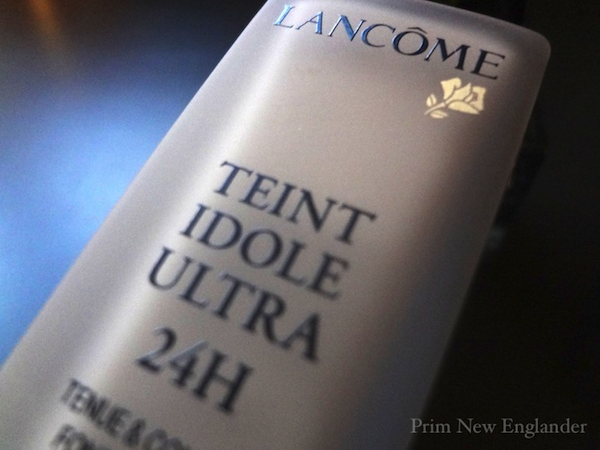 LANCÔME
TEINT
IDOLE
ULTRA
24H
TENUE &
Prim New Englander